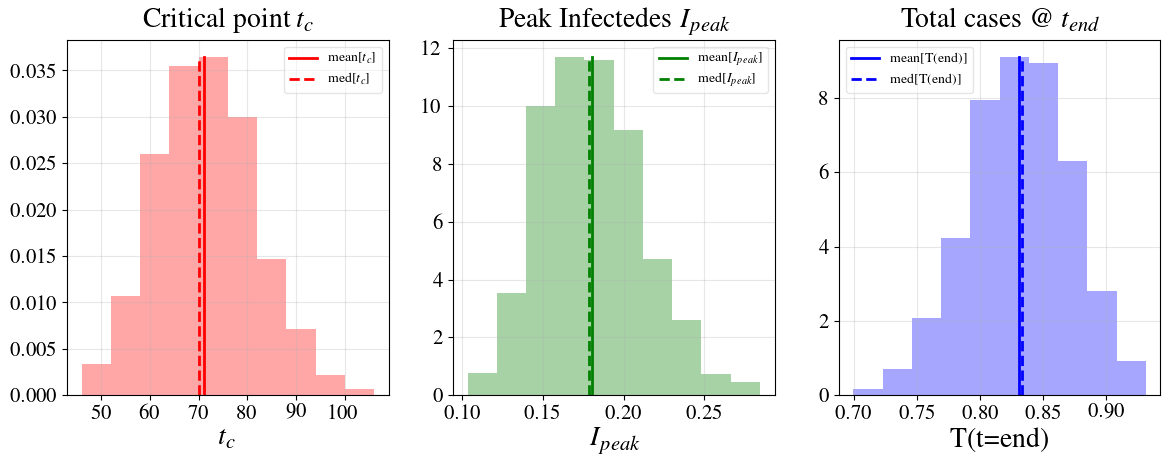 Critical point t_c
mean[t_c]
med[t_c]
0.035
0.030
0.025
0.020
0.015
0.010
0.005
0.000
50 60 70 80 90 100
t_c
Peak Infectedes I_peak
mean[I_peak]
med[I_peak]
12
10
8
6
4
2
0
0.10 0.15 0.20 0.25
I_peak
Total cases @ t_end
mean[T(end)]
med[T(end)]
8
6
4
2
0
0.70 0.75 0.80 0.85 0.90
T(t=end)